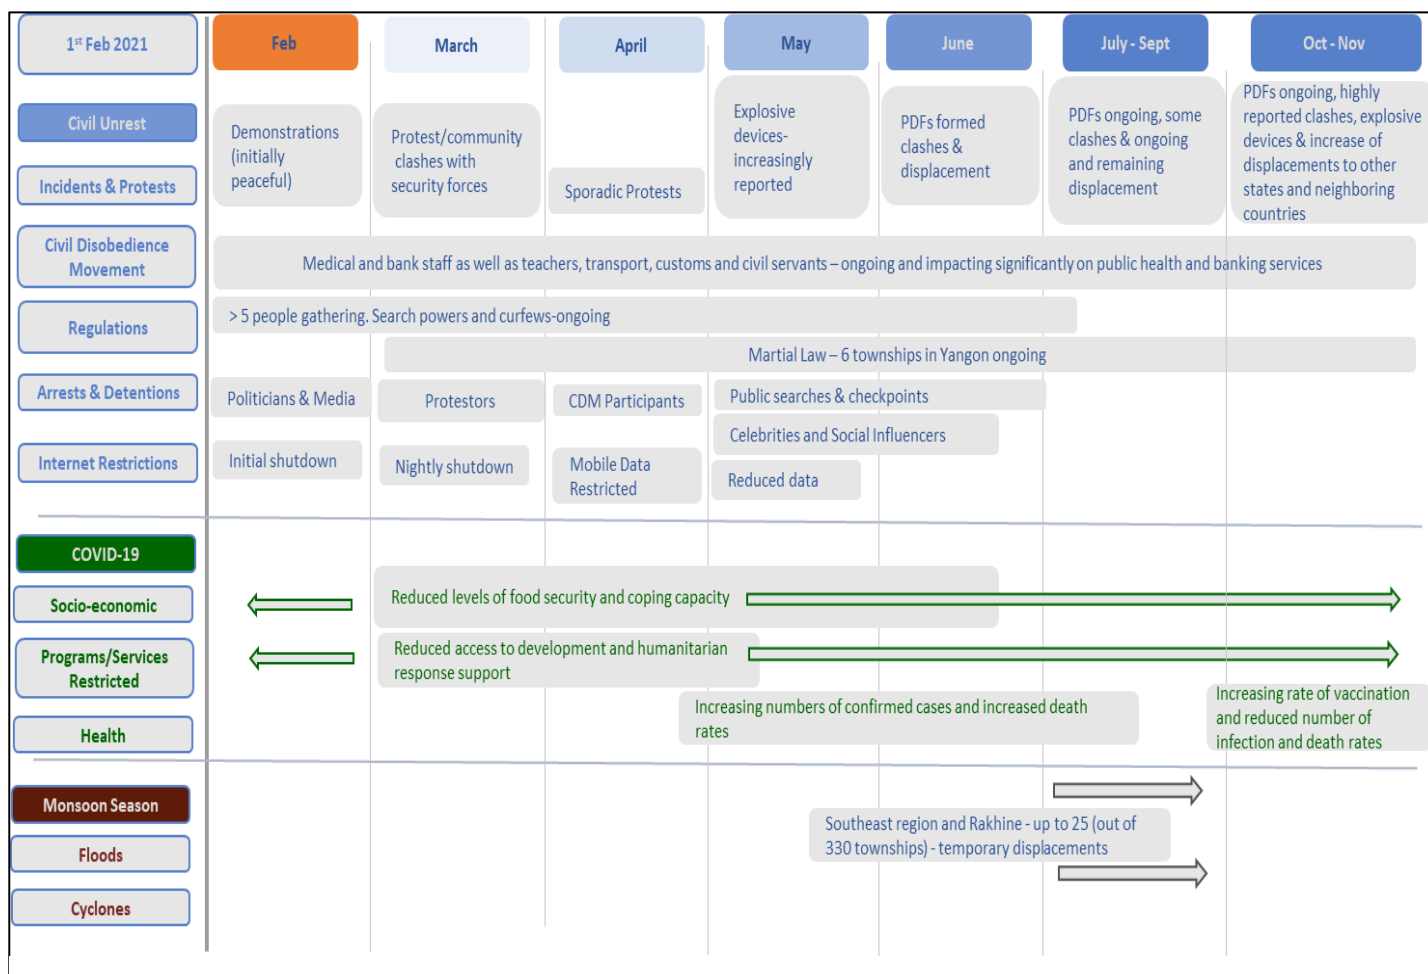 1st Feb 2021
Feb
March
April
May
June
July - Sept
Oct - Nov
Civil Unrest
Incidents & Protests
Demonstrations
(initially
peaceful)
Protest/community
clashes with
security forces
Sporadic Protests
Explosive
devices-
increasingly
reported
PDFs formed
clashes &
displacement
PDFs ongoing, some
clashes & ongoing
and remaining
displacement
PDFs ongoing, highly
reported clashes, explosive
devices & increase of
displacements to other
states and neighboring
countries
Civil Disobedience
Movement
Medical and bank staff as well as teachers, transport, customs and civil servants – ongoing and impacting significantly on public health and banking services
Regulations
> 5 people gathering. Search powers and curfews-ongoing
Martial Law – 6 townships in Yangon ongoing
Arrests & Detentions
Politicians & Media
Protestors
CDM Participants
Public searches & checkpoints
Celebrities and Social Influencers
Internet Restrictions
Initial shutdown
Nightly shutdown
Mobile Data
Restricted
Reduced data
COVID-19
Socio-economic
Reduced levels of food security and coping capacity
Programs/Services
Restricted
Reduced access to development and humanitarian
response support
Health
Increasing numbers of confirmed cases and increased death
rates
Increasing rate of vaccination
and reduced number of
infection and death rates
Monsoon Season
Floods
Southeast region and Rakhine - up to 25 (out of
330 townships) - temporary displacements
Cyclones